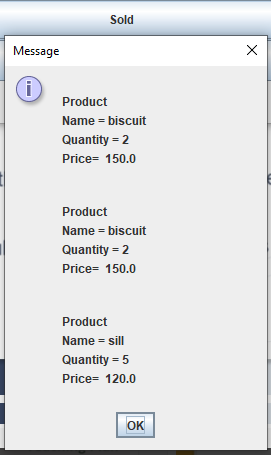 Sold
Message
Product
Name = biscuit
Quantity = 2
Price=  150.0
Product
Name = biscuit
Quantity = 2
Price=  150.0
Product
Name = sill
Quantity = 5
Price=  120.0
OK